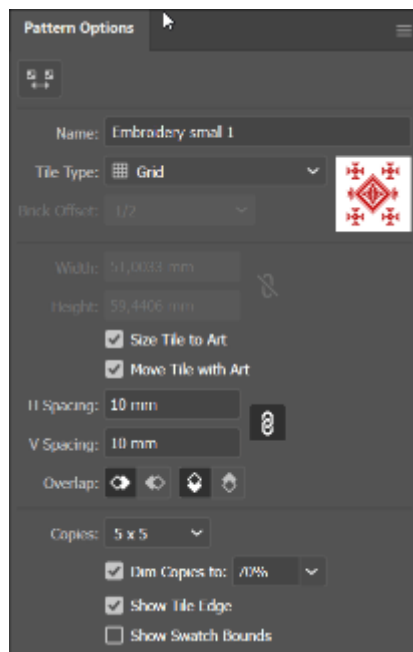 Pattern Options
Name: Embroidery smal 1
Tile Type: Grid
Brick Offset: 1/2
Width: 51,0033 mm
Height: 59,4406 mm
Size Tile to Art
Move Tile with Art
H Spacing: 10 mm
V Spacing: 10 mm
Overlap:
Copies: 5 x 5
Dim Copies to: 70%
Show Tile Edge
Show Swatch Bounds